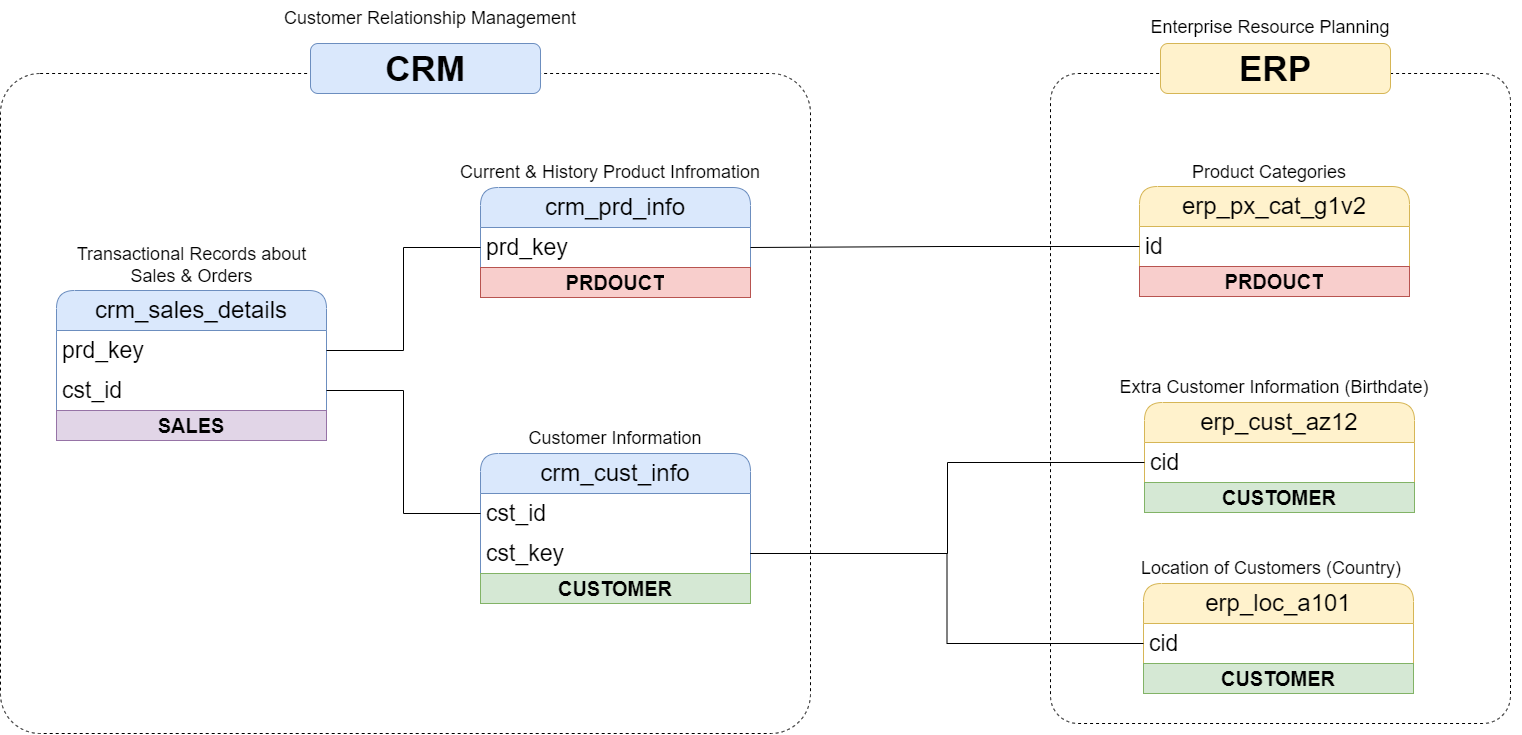 Customer Relationship Management
CRM
Current & History Product Infromation
crm_prd_info
prd_key
PRDOUCT
Transactional Records about
Sales & Orders
crm_sales_details
prd_key
cst_id
SALES
Customer Information
crm_cust_info
cst_id
cst_key
CUSTOMER
Enterprise Resource Planning
ERP
Product Categories
erp_px_cat_g1v2
id
PRDOUCT
Extra Customer Information (Birthdate)
erp_cust_az12
cid
CUSTOMER
Location of Customers (Country)
erp_loc_a101
cid
CUSTOMER